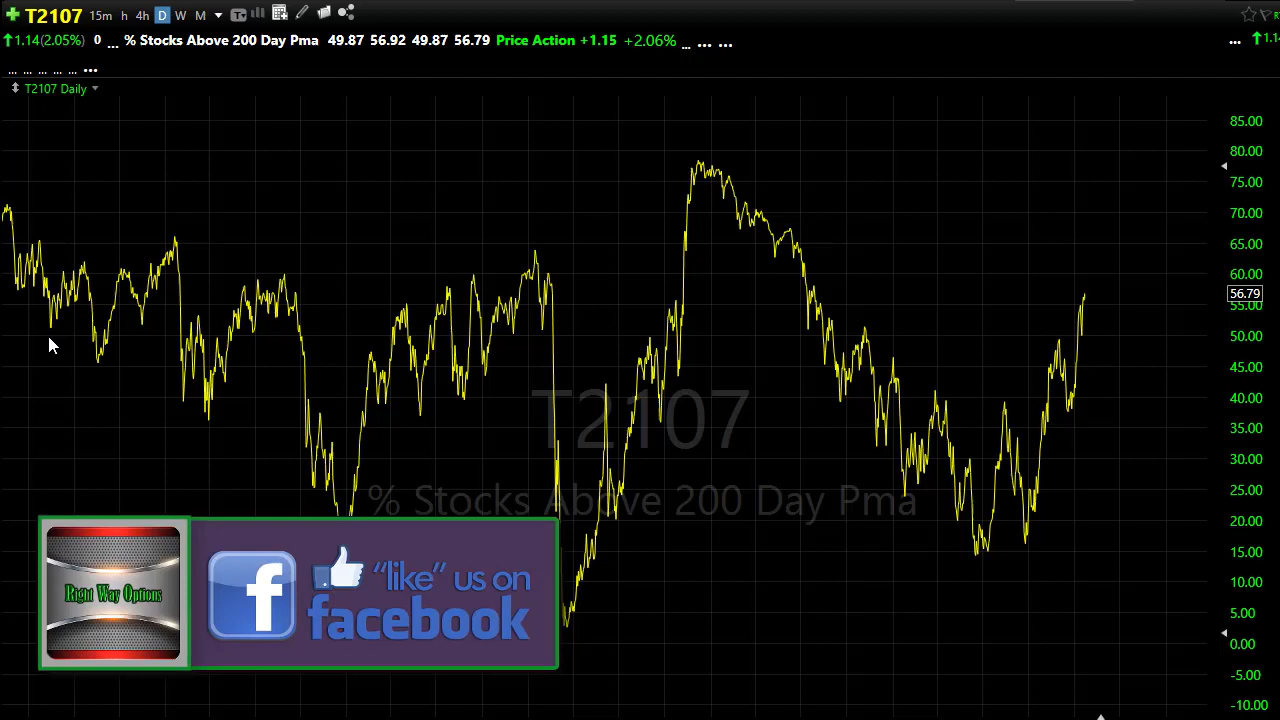 T2107 15m h 4h D W M T
1.14(2.05%) 0 ... % Stocks Above 200 Day Pma 49.87 56.92 49.87 56.79 Price Action +1.15 +2.06% ... ... ... ...
... ... ... ... ... ...
T2107 Daily
85.00
80.00
75.00
70.00
65.00
60.00
56.79
55.00
50.00
45.00
40.00
35.00
30.00
25.00
20.00
15.00
10.00
5.00
0.00
-5.00
-10.00
T2107
% Stocks Above 200 Day Pma
Right Way Options
f
"like" us on
facebook